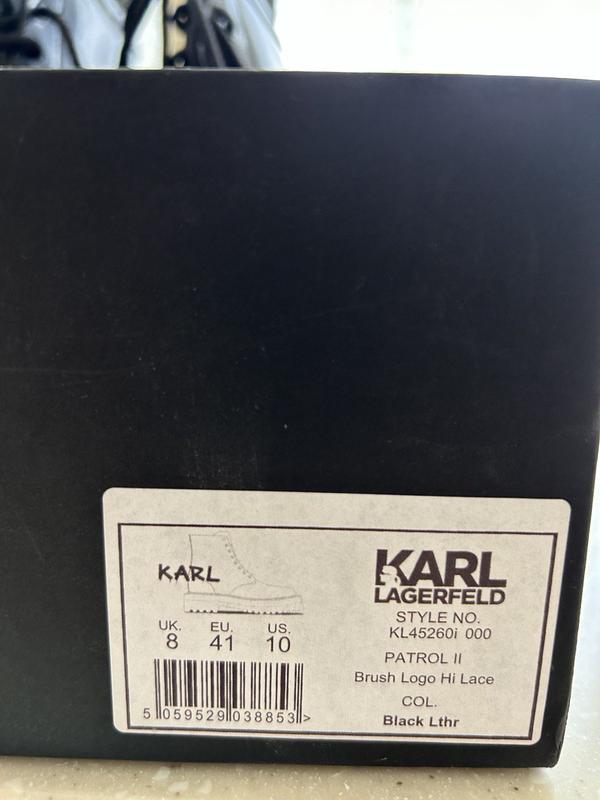 KARL
UK. EU. US.
8 41 10
5 059529 038853 >
KARL
LAGERFELD
STYLE NO.
KL45260i 000
PATROL II
Brush Logo Hi Lace
COL.
Black Lthr